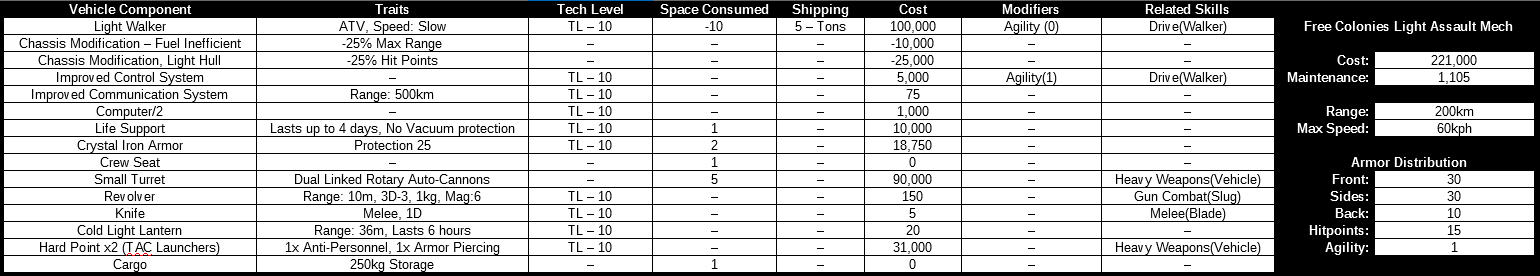 Vehicle Component Traits Tech Level Space Consumed Shipping Cost Modifiers Related Skills
Light Walker ATV, Speed: Slow TL – 10 -10 5 – Tons 100,000 Agility (0) Drive(Walker) Free Colonies Light Assault Mech
Chassis Modification – Fuel Inefficient -25% Max Range – – – -10,000 – –
Chassis Modification, Light Hull -25% Hit Points – – – -25,000 – – Cost: 221,000
Improved Control System – TL – 10 – – 5,000 Agility(1) Drive(Walker) Maintenance: 1,105
Improved Communication System Range: 500km TL – 10 – – 75 – –
Computer/2 – TL – 10 – – 1,000 – – Range: 200km
Life Support Lasts up to 4 days, No Vacuum protection TL – 10 1 – 10,000 – – Max Speed: 60kph
Crystal Iron Armor Protection 25 TL – 10 2 – 18,750 – –
Crew Seat – – 1 – 0 – – Armor Distribution
Small Turret Dual Linked Rotary Auto-Cannons – 5 – 90,000 – Heavy Weapons(Vehicle) Front: 30
Revolver Range: 10m, 3D-3, 1kg, Mag:6 TL – 10 – – 150 – Gun Combat(Slug) Sides: 30
Knife Melee, 1D TL – 10 – – 5 – Melee(Blade) Back: 10
Cold Light Lantern Range: 36m, Lasts 6 hours TL – 10 – – 20 – – Hitpoints: 15
Hard Point x2 (TAC Launchers) 1x Anti-Personnel, 1x Armor Piercing TL – 10 – – 31,000 – Heavy Weapons(Vehicle) Agility: 1
Cargo 250kg Storage – 1 – 0 – –